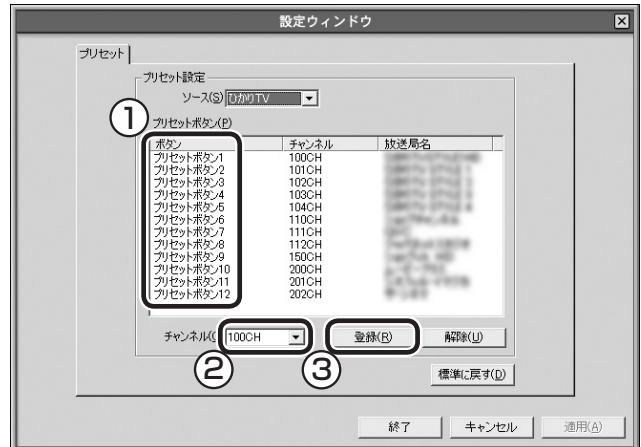 設定ウィンドウ
プリセット
プリセット設定
ソース(S) ひかりTV
①
プリセットボタン(P)
ボタン チャンネル 放送局名
プリセットボタン1 100CH
プリセットボタン2 101CH
プリセットボタン3 102CH
プリセットボタン4 103CH
プリセットボタン5 104CH
プリセットボタン6 110CH
プリセットボタン7 111CH
プリセットボタン8 112CH
プリセットボタン9 150CH
プリセットボタン10 200CH
プリセットボタン11 201CH
プリセットボタン12 202CH
チャンネル( 100CH 登録(R) 解除(U)
② ③
標準に戻す(D)
終了 キャンセル 適用(A)